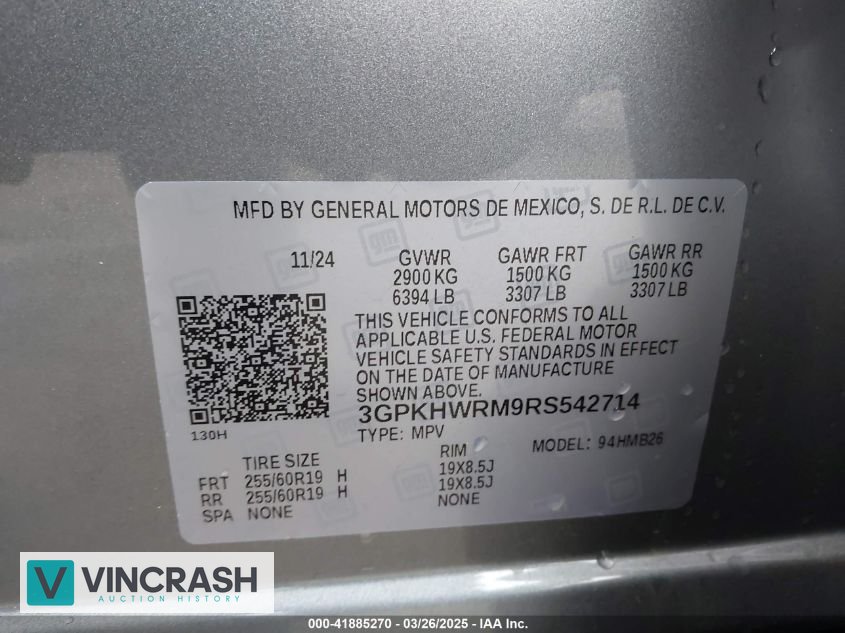 MFD BY GENERAL MOTORS DE MEXICO, S. DE R.L. DE C.V.
11/24 GVWR GAWR FRT GAWR RR
2900 KG 1500 KG 1500 KG
6394 LB 3307 LB 3307 LB
THIS VEHICLE CONFORMS TO ALL
APPLICABLE U.S. FEDERAL MOTOR
VEHICLE SAFETY STANDARDS IN EFFECT
ON THE DATE OF MANUFACTURE
SHOWN ABOVE.
3GPKHWRM9RS542714
130H TYPE: MPV MODEL: 94HMB26
TIRE SIZE RIM
FRT 255/60R19 H 19X8.5J
RR 255/60R19 H 19X8.5J
SPA NONE NONE
V VINCRASH
AUCTION HISTORY
000-41885270 - 03/26/2025 - IAA Inc.